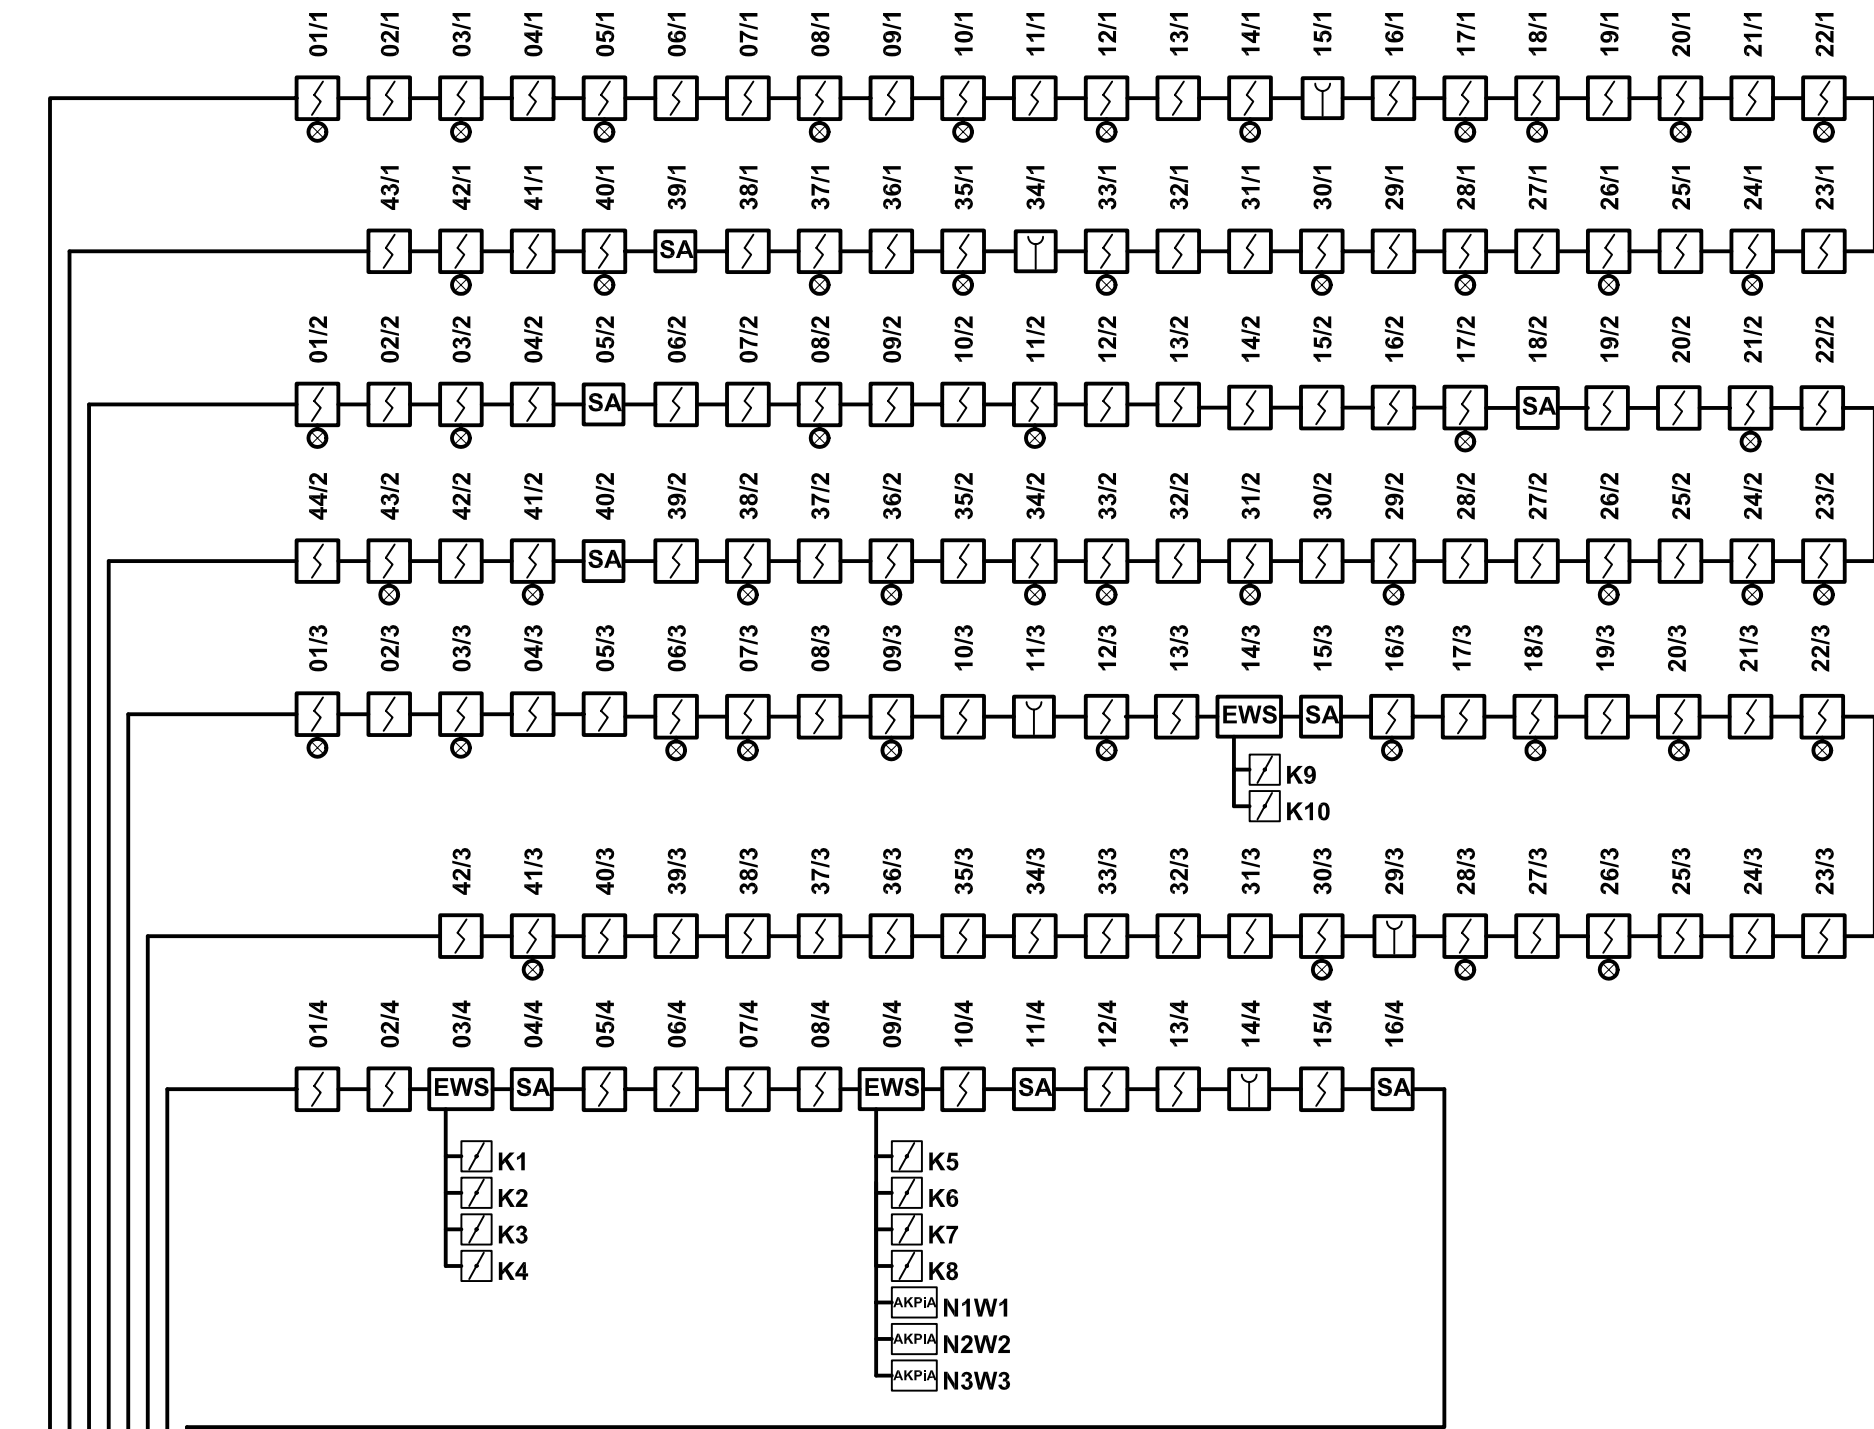 01/1 02/1 03/1 04/1 05/1 06/1 07/1 08/1 09/1 10/1 11/1 12/1 13/1 14/1 15/1 16/1 17/1 18/1 19/1 20/1 21/1 22/1
43/1 42/1 41/1 40/1 39/1 38/1 37/1 36/1 35/1 34/1 33/1 32/1 31/1 30/1 29/1 28/1 27/1 26/1 25/1 24/1 23/1
SA
01/2 02/2 03/2 04/2 05/2 06/2 07/2 08/2 09/2 10/2 11/2 12/2 13/2 14/2 15/2 16/2 17/2 18/2 19/2 20/2 21/2 22/2
SA SA
44/2 43/2 42/2 41/2 40/2 39/2 38/2 37/2 36/2 35/2 34/2 33/2 32/2 31/2 30/2 29/2 28/2 27/2 26/2 25/2 24/2 23/2
SA
01/3 02/3 03/3 04/3 05/3 06/3 07/3 08/3 09/3 10/3 11/3 12/3 13/3 14/3 15/3 16/3 17/3 18/3 19/3 20/3 21/3 22/3
EWS SA
K9
K10
42/3 41/3 40/3 39/3 38/3 37/3 36/3 35/3 34/3 33/3 32/3 31/3 30/3 29/3 28/3 27/3 26/3 25/3 24/3 23/3
01/4 02/4 03/4 04/4 05/4 06/4 07/4 08/4 09/4 10/4 11/4 12/4 13/4 14/4 15/4 16/4
EWS SA EWS SA SA
K1 K5
K2 K6
K3 K7
K4 K8
AKPiA N1W1
AKPiA N2W2
AKPiA N3W3